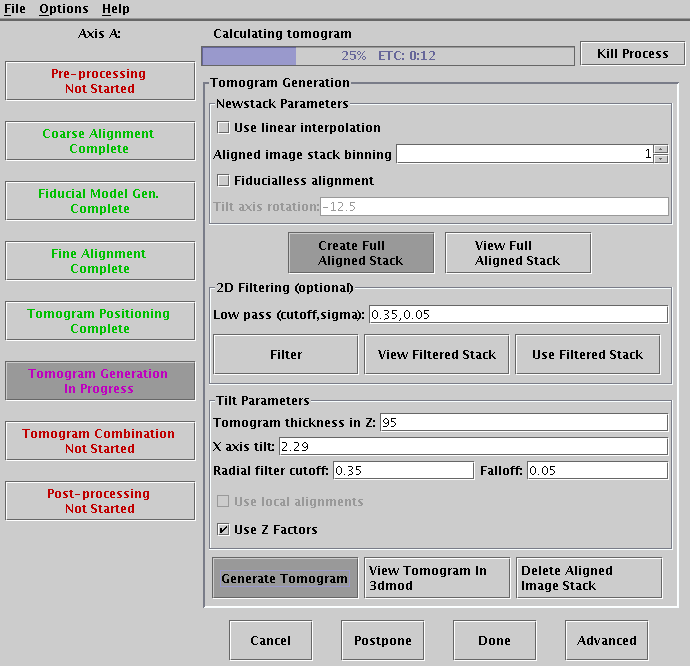 File Options Help
Axis A:
Calculating tomogram
25% ETC: 0:12
Kill Process
Pre-processing
Not Started
Coarse Alignment
Complete
Fiducial Model Gen.
Complete
Fine Alignment
Complete
Tomogram Positioning
Complete
Tomogram Generation
In Progress
Tomogram Combination
Not Started
Post-processing
Not Started
Tomogram Generation
Newstack Parameters
Use linear interpolation
Aligned image stack binning 1
Fiducialless alignment
Tilt axis rotation: -12.5
Create Full
Aligned Stack
View Full
Aligned Stack
2D Filtering (optional)
Low pass (cutoff,sigma): 0.35,0.05
Filter
View Filtered Stack
Use Filtered Stack
Tilt Parameters
Tomogram thickness in Z: 95
X axis tilt: 2.29
Radial filter cutoff: 0.35 Falloff: 0.05
Use local alignments
Use Z Factors
Generate Tomogram
View Tomogram In
3dmod
Delete Aligned
Image Stack
Cancel
Postpone
Done
Advanced